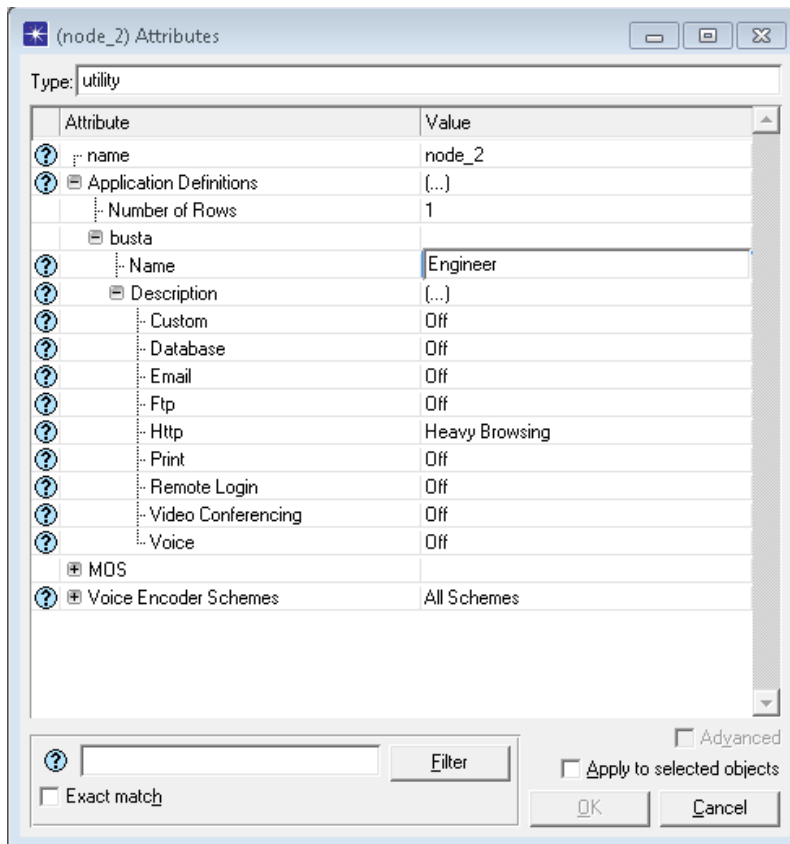 (node_2) Attributes
Type: utility
Attribute Value
name node_2
Application Definitions (...)
Number of Rows 1
busta
Name Engineer
Description (...)
Custom Off
Database Off
Email Off
Ftp Off
Http Heavy Browsing
Print Off
Remote Login Off
Video Conferencing Off
Voice Off
MOS
Voice Encoder Schemes All Schemes
Advanced
Filter
Apply to selected objects
Exact match
OK Cancel